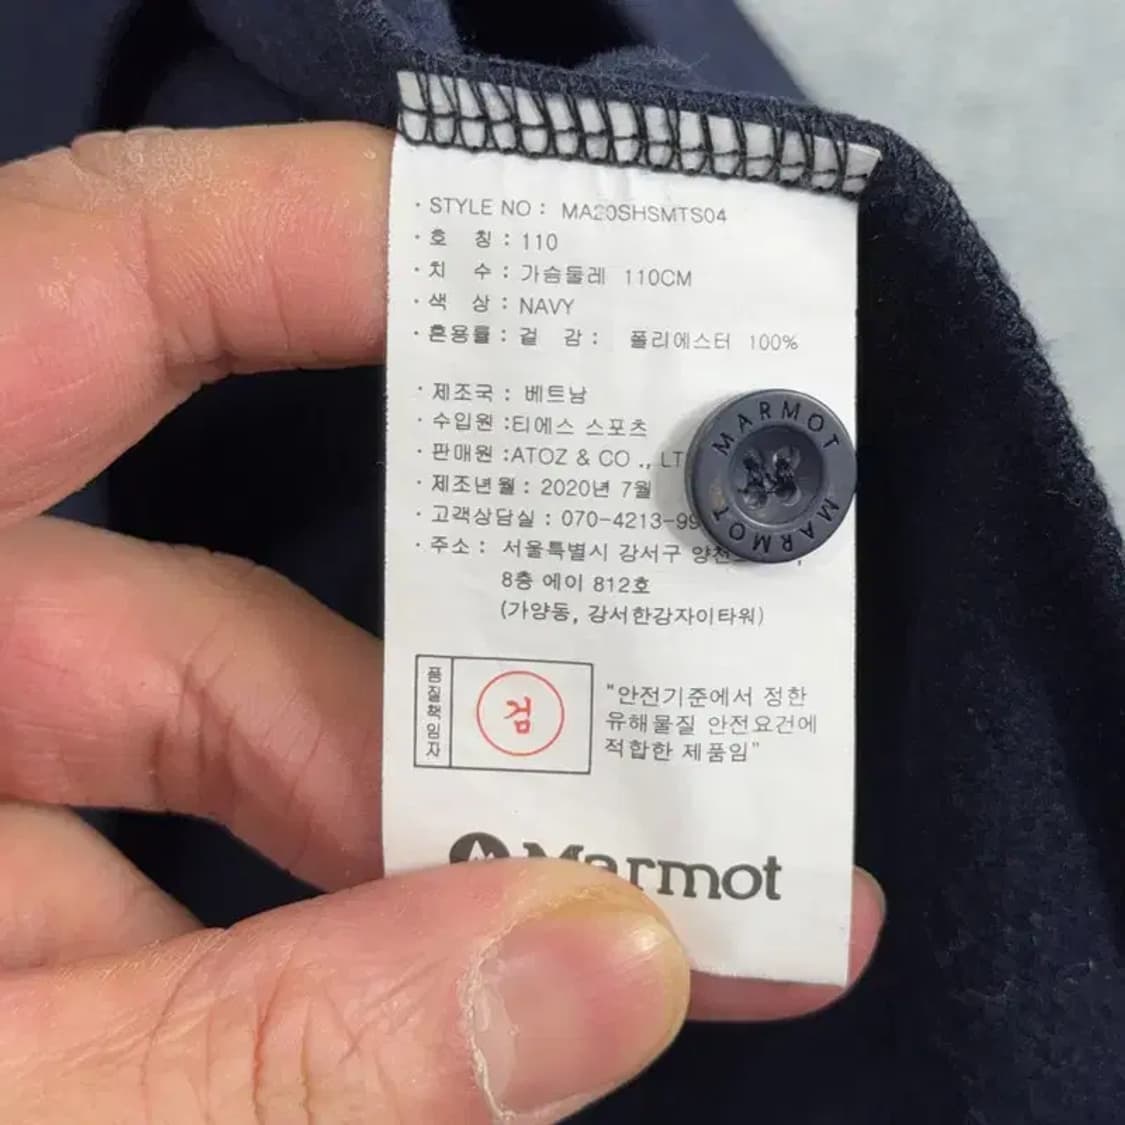 · STYLE NO : MA20SHSMTS04
· 호 칭 : 110
· 치 수 : 가슴둘레 110CM
· 색 상 : NAVY
· 혼용률 : 겉 감 : 폴리에스터 100%
· 제조국 : 베트남
· 수입원 :티에스 스포츠
· 판매원 :ATOZ & CO .,
· 제조년월 : 2020년 7월
· 고객상담실 :
· 주소 : 서울특별시 강서구
8층 에이 812호
(가양동, 강서한강자이타워)
MARMOT
MARMOT
품질책임자
검
"안전기준에서 정한
유해물질 안전요건에
적합한 제품임"
Marmot